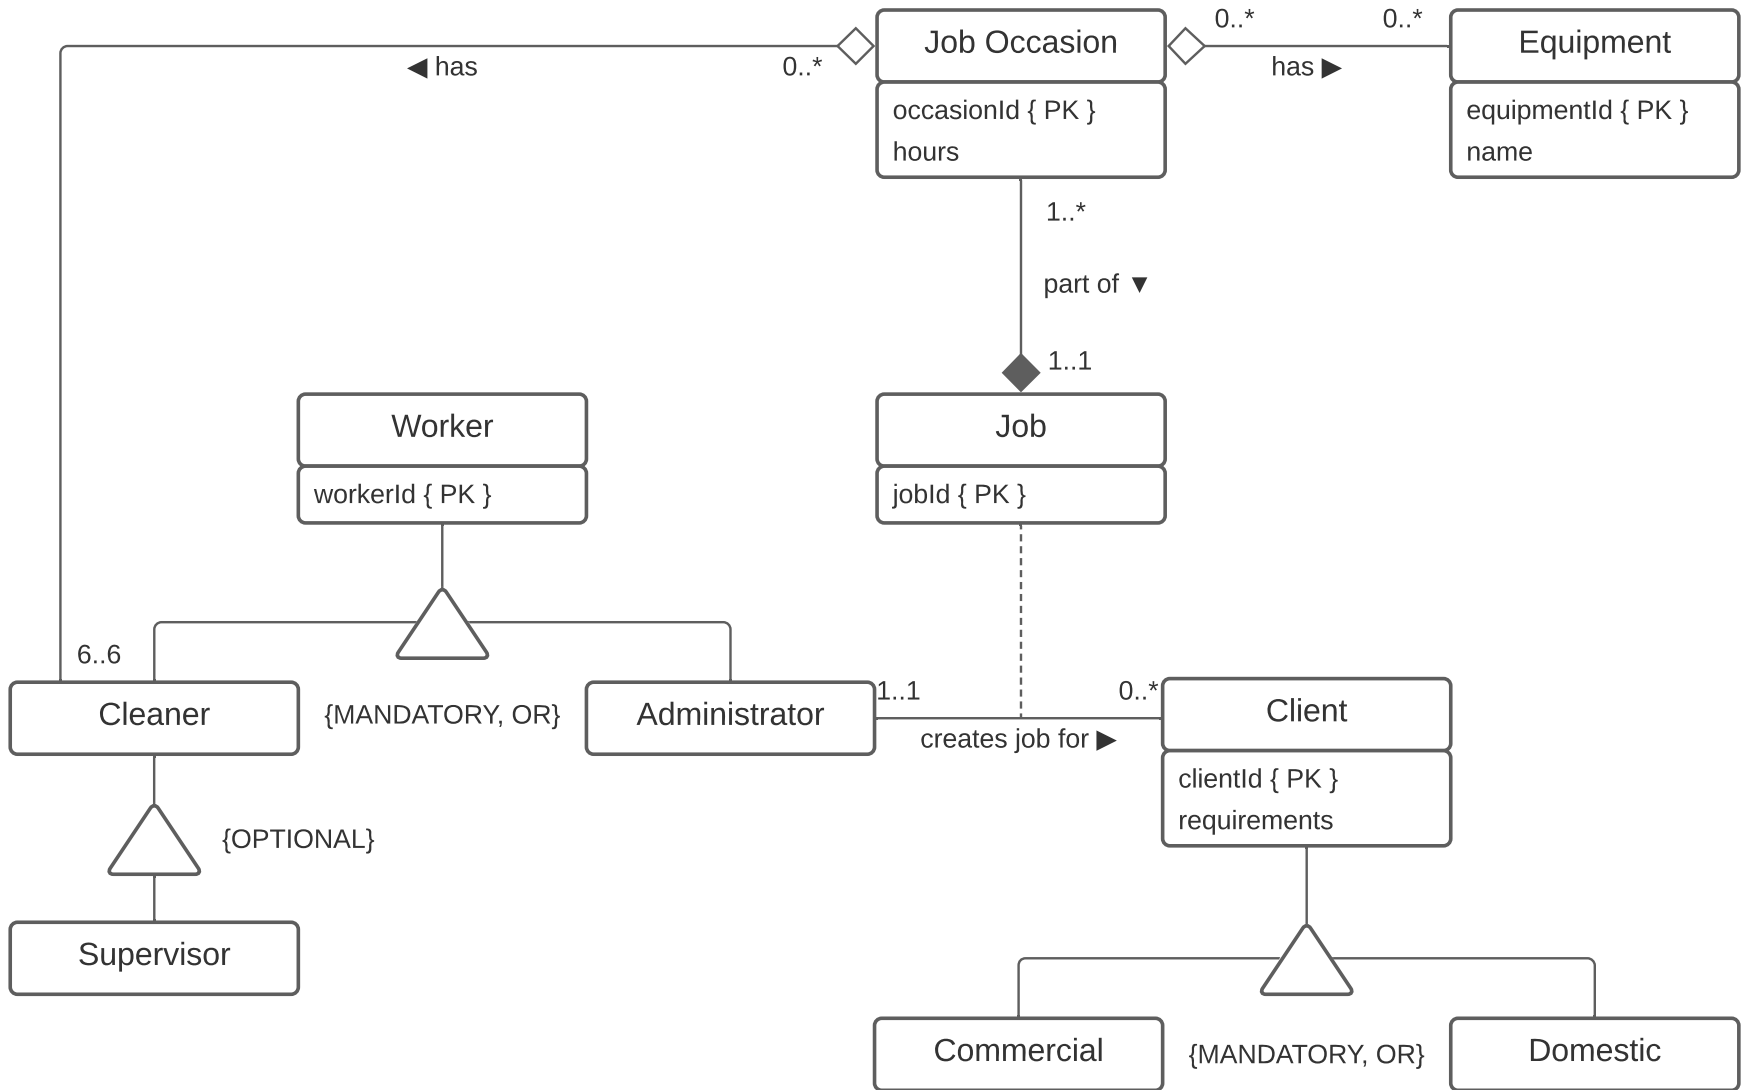 Job Occasion
0..*
0..*
Equipment
◀ has
0..*
has ▶
occasionId { PK }
hours
equipmentId { PK }
name
1..*
part of ▼
1..1
Worker
workerId { PK }
Job
jobId { PK }
6..6
Cleaner
{MANDATORY, OR}
Administrator
1..1
0..*
creates job for ▶
Client
clientId { PK }
requirements
{OPTIONAL}
Supervisor
Commercial
{MANDATORY, OR}
Domestic